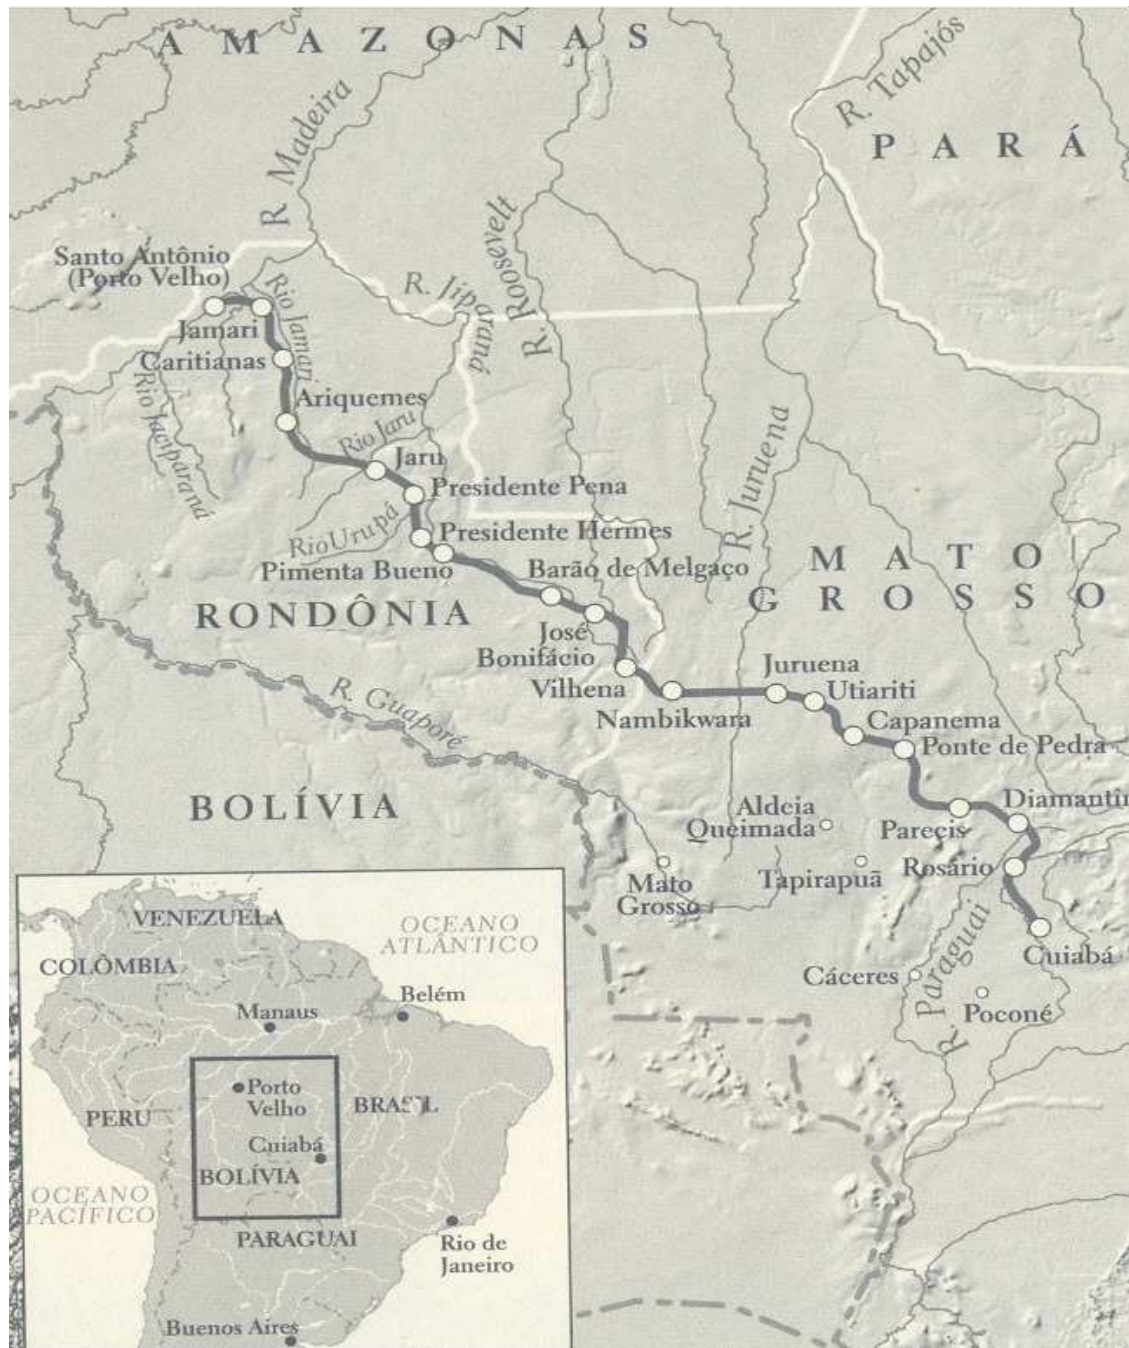 AMAZONAS
R. Tapajós
PARÁ
R Madeira
R. Roosevelt
Santo Antônio
(Porto Velho)
R. Jiparaná
Rio Jamari
Jamari
Caritianas
Rio Jaciparaná
Ariquemes
Rio Jaru
Jaru
Presidente Pena
R. Juruena
Rio Urupá
Presidente Hermes
Pimenta Bueno
Barão de Melgaço
MATO
GROSSO
RONDÔNIA
José
Bonifácio
Vilhena
Nambikwara
Juruena
Utiariti
Capanema
Ponte de Pedra
R. Guaporé
BOLÍVIA
Aldeia
Queimada
Parecis
Diamantin
Mato
Grosso
Tapirapuã
Rosário
Cuiabá
Cáceres
R. Paraguai
Poconé
VENEZUELA
OCEANO
ATLÂNTICO
COLÔMBIA
Belém
Manaus
Porto
Velho
BRASIL
PERU
Cuiabá
BOLÍVIA
OCEANO
PACÍFICO
PARAGUAI
Rio de
Janeiro
Buenos Aires